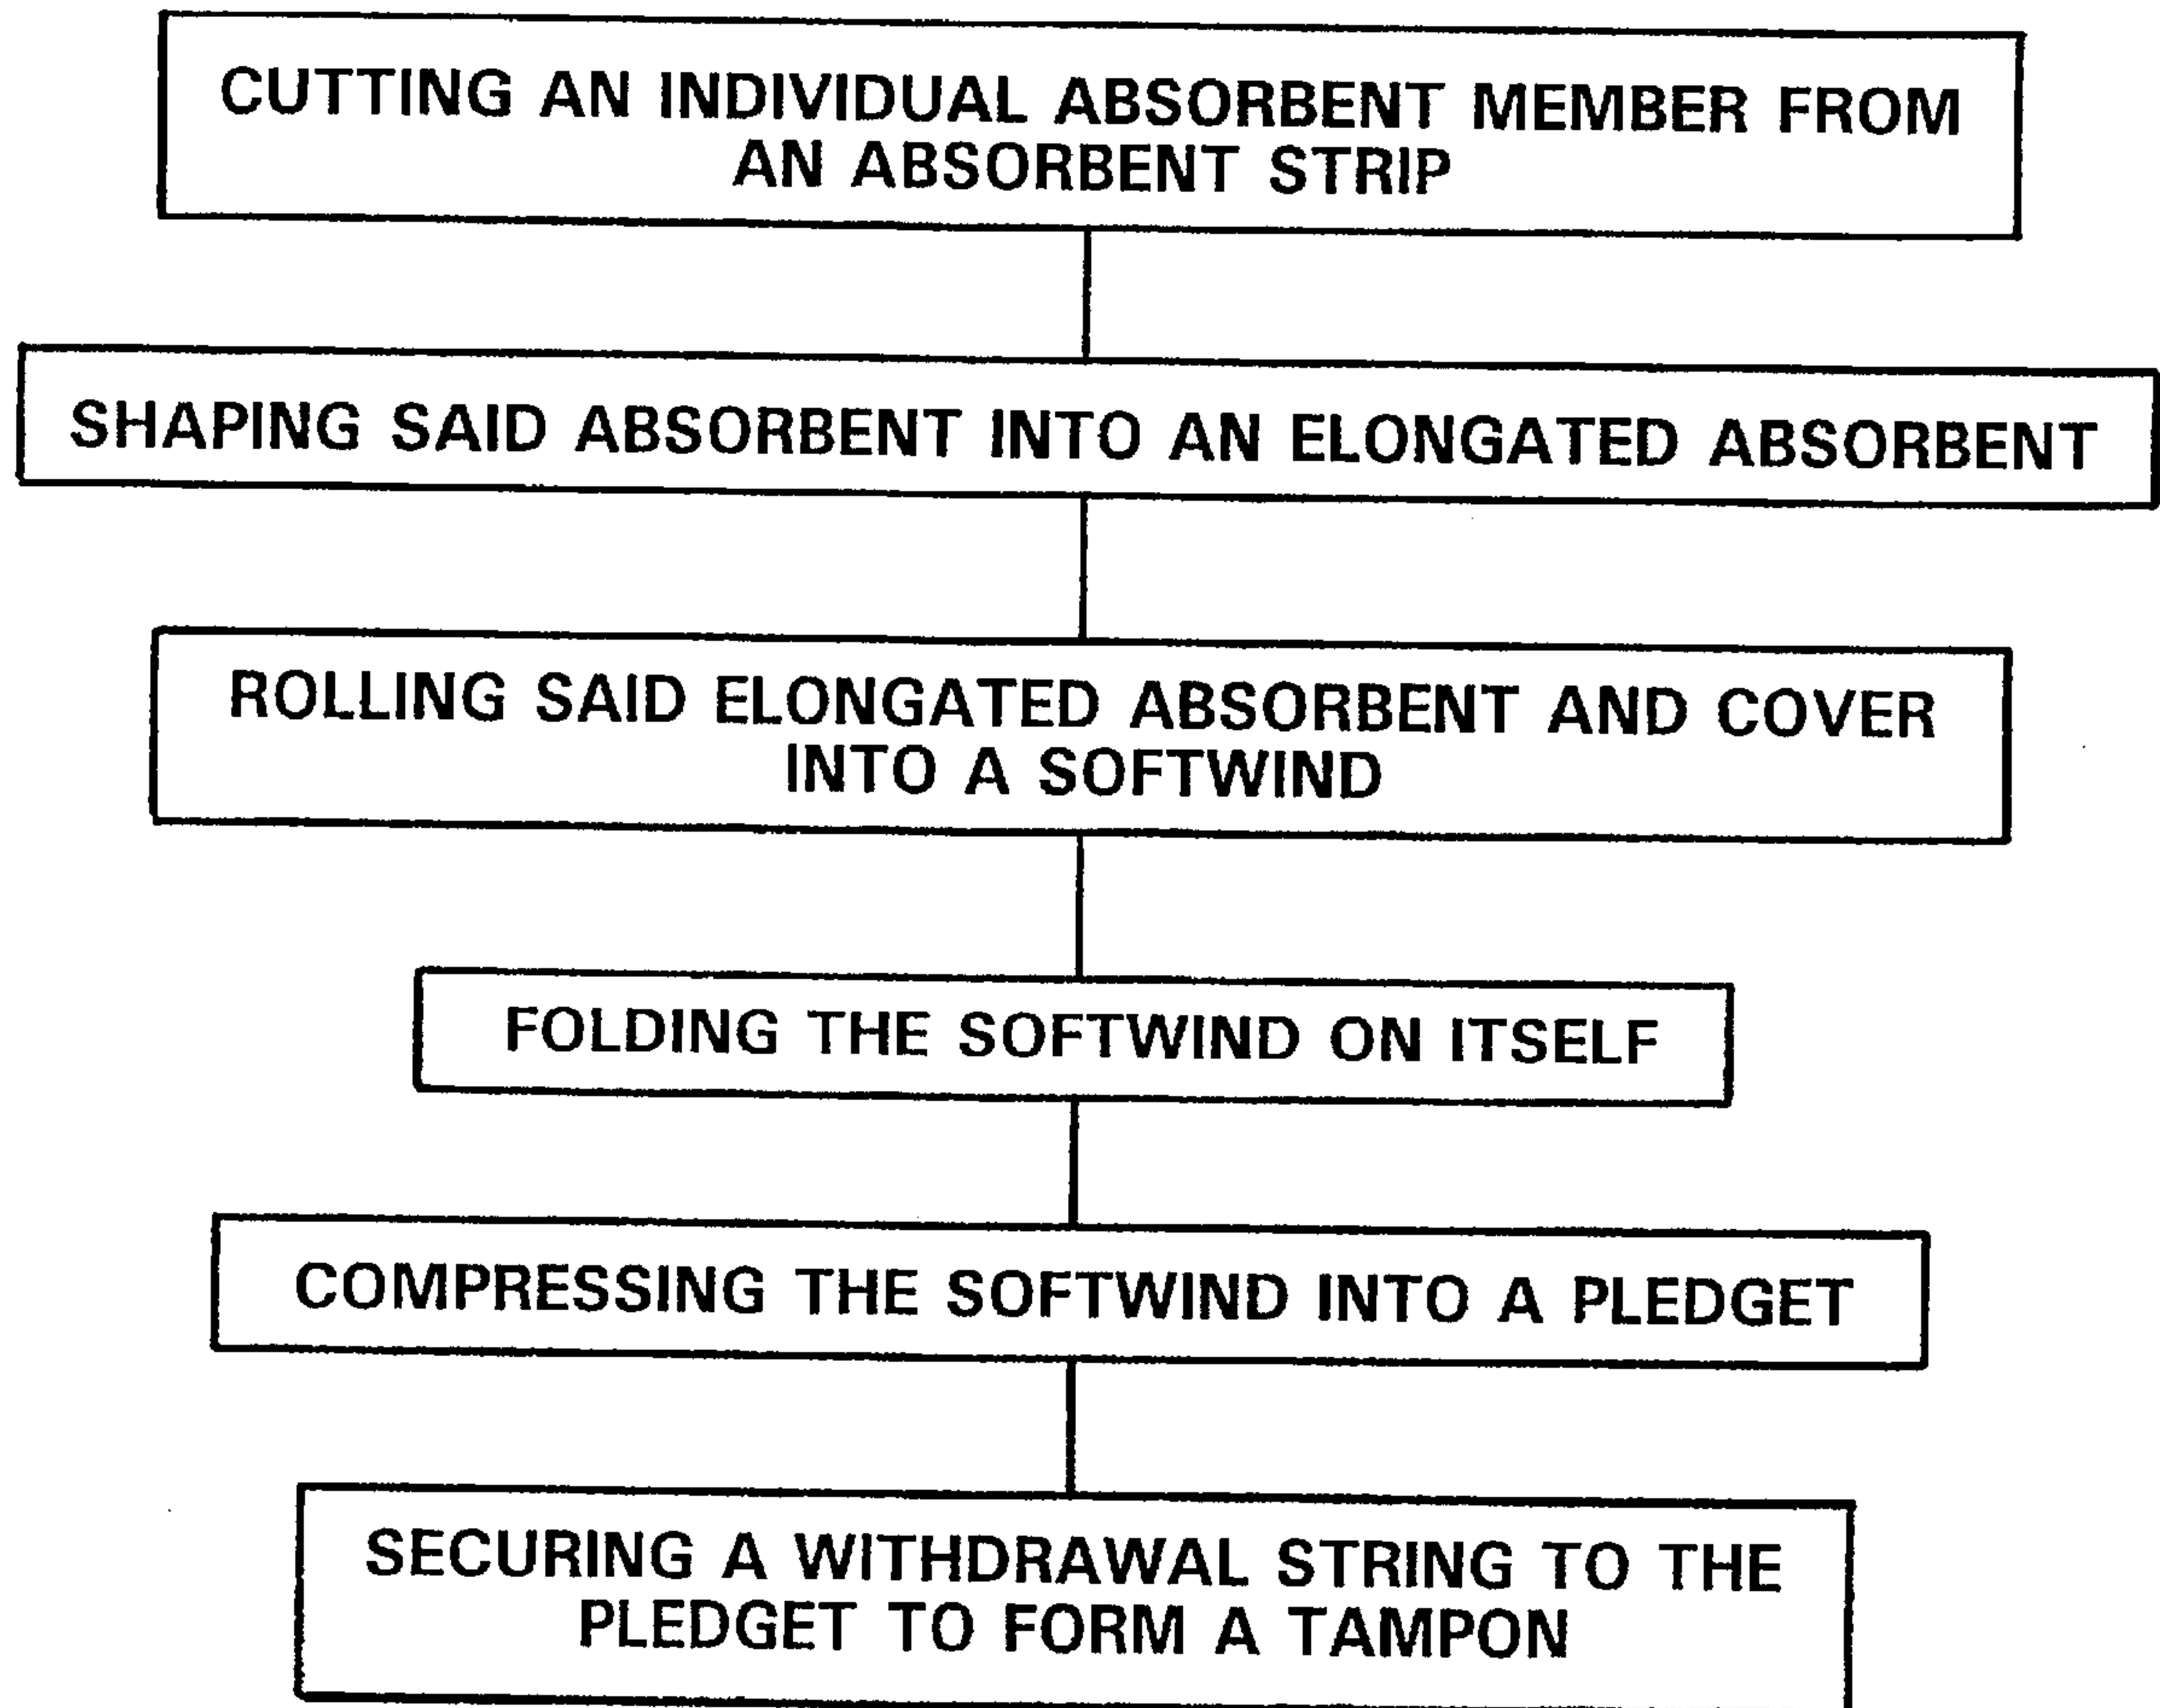 CUTTING AN INDIVIDUAL ABSORBENT MEMBER FROM
AN ABSORBENT STRIP
SHAPING SAID ABSORBENT INTO AN ELONGATED ABSORBENT
ROLLING SAID ELONGATED ABSORBENT AND COVER
INTO A SOFTWIND
FOLDING THE SOFTWIND ON ITSELF
COMPRESSING THE SOFTWIND INTO A PLEDGET
SECURING A WITHDRAWAL STRING TO THE
PLEDGET TO FORM A TAMPON